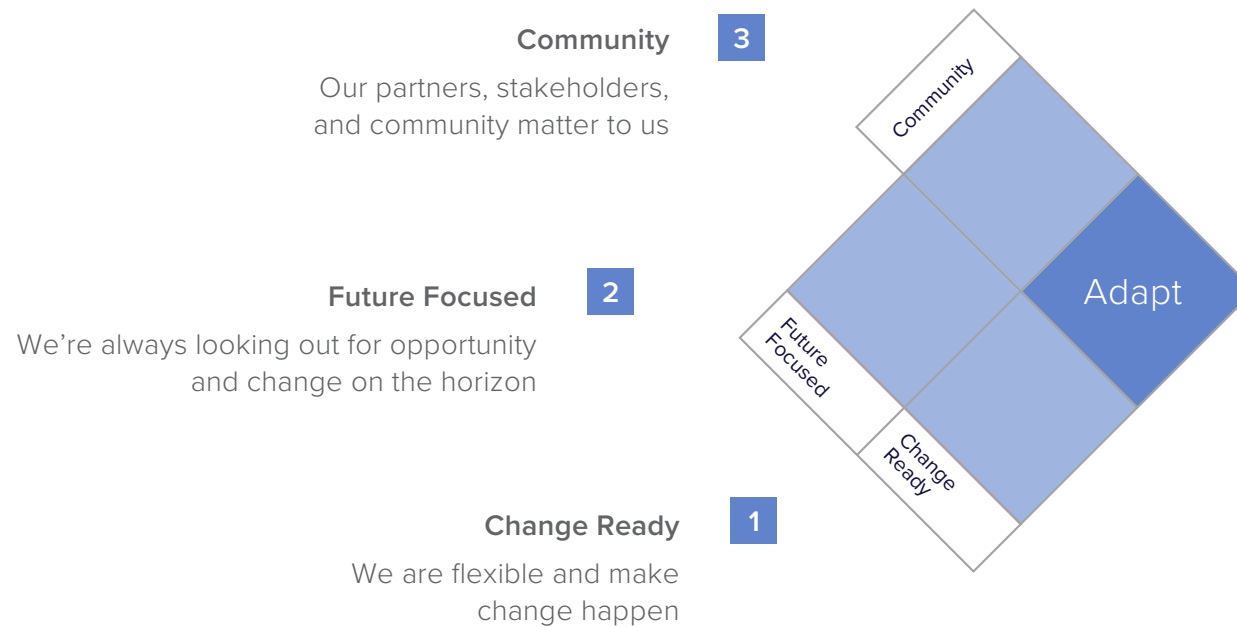 Community
3
Our partners, stakeholders,
and community matter to us
Community
Future Focused
2
We’re always looking out for opportunity
and change on the horizon
Adapt
Future
Focused
Change
Ready
Change Ready
1
We are flexible and make
change happen